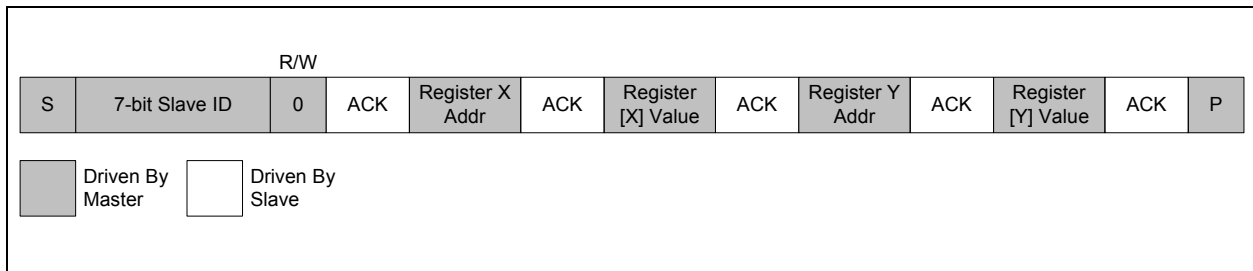 R/W
S
7-bit Slave ID
0
ACK
Register X
Addr
ACK
Register
[X] Value
ACK
Register Y
Addr
ACK
Register
[Y] Value
ACK
P
Driven By
Master
Driven By
Slave